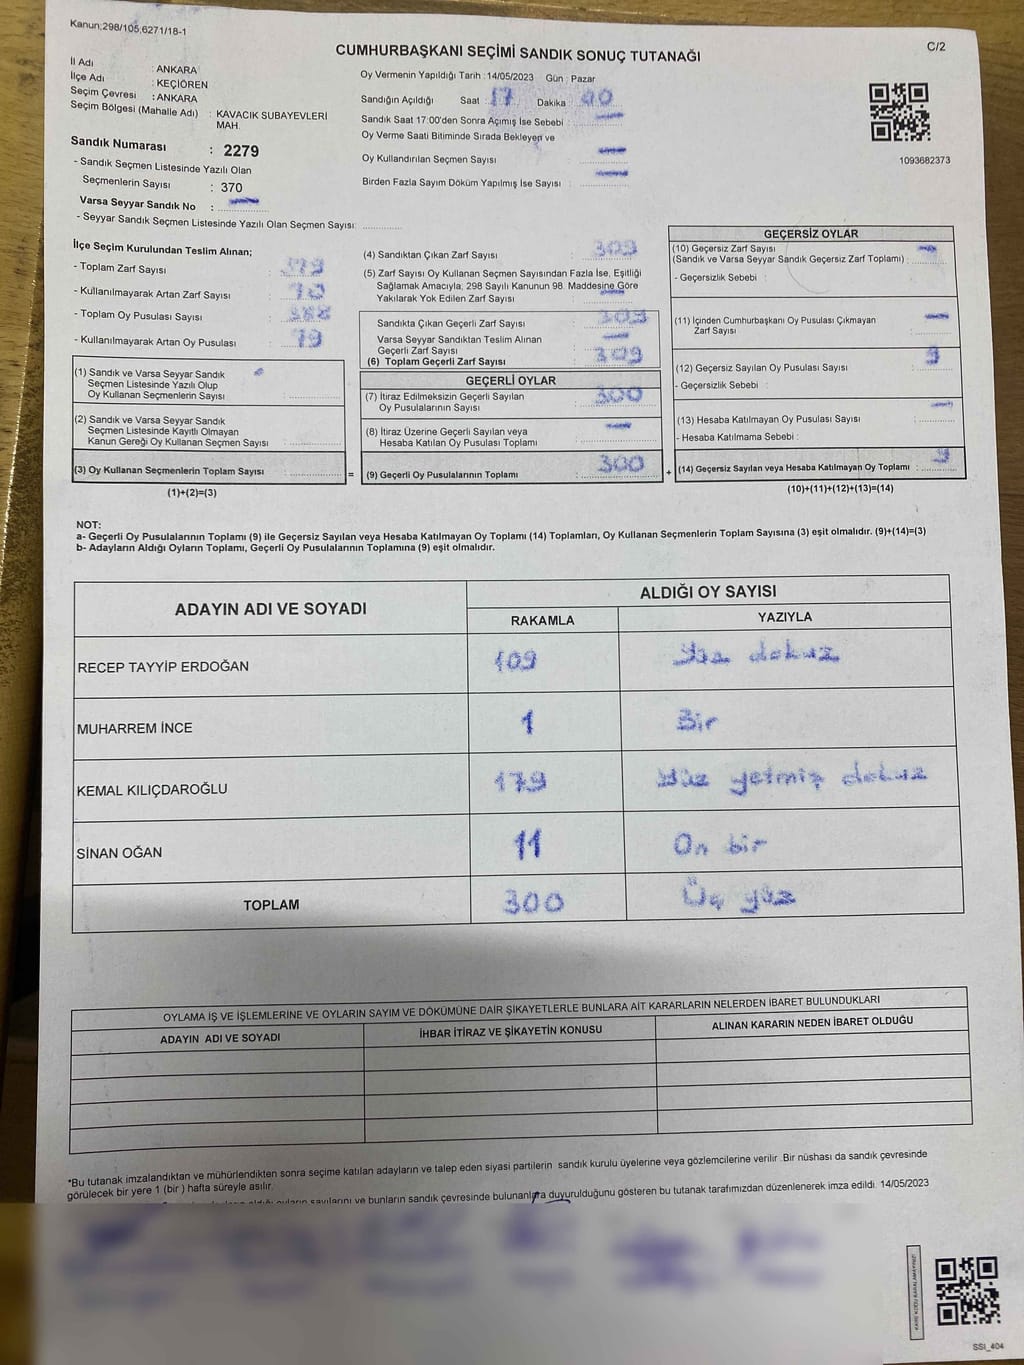 Kanun;298/105,6271/18-1
C/2
CUMHURBAŞKANI SEÇİMİ SANDIK SONUÇ TUTANAĞI
İl Adı : ANKARA
İlçe Adı : KEÇİÖREN
Seçim Çevresi : ANKARA
Seçim Bölgesi (Mahalle Adı) : KAVACIK SUBAYEVLERİ
MAH.
Sandık Numarası : 2279
- Sandık Seçmen Listesinde Yazılı Olan
Seçmenlerin Sayısı : 370
Varsa Seyyar Sandık No :
- Seyyar Sandık Seçmen Listesinde Yazılı Olan Seçmen Sayısı:
Oy Vermenin Yapıldığı Tarih : 14/05/2023 Gün : Pazar
Sandığın Açıldığı Saat : 17 Dakika
Sandık Saat 17:00'den Sonra Açımış İse Sebebi :
Oy Verme Saati Bitiminde Sırada Bekleyen ve
Oy Kullandırılan Seçmen Sayısı
Birden Fazla Sayım Döküm Yapılmış İse Sayısı :
1093682373
İlçe Seçim Kurulundan Teslim Alınan;
- Toplam Zarf Sayısı :
- Kullanılmayarak Artan Zarf Sayısı : 70
- Toplam Oy Pusulası Sayısı : 388
- Kullanılmayarak Artan Oy Pusulası : 79
(1) Sandık ve Varsa Seyyar Sandık
Seçmen Listesinde Yazılı Olup
Oy Kullanan Seçmenlerin Sayısı :
(2) Sandık ve Varsa Seyyar Sandık
Seçmen Listesinde Kayıtlı Olmayan
Kanun Gereği Oy Kullanan Seçmen Sayısı :
(3) Oy Kullanan Seçmenlerin Toplam Sayısı :
(1)+(2)=(3)
(4) Sandıktan Çıkan Zarf Sayısı : 309
(5) Zarf Sayısı Oy Kullanan Seçmen Sayısından Fazla İse, Eşitliği
Sağlamak Amacıyla, 298 Sayılı Kanunun 98. Maddesine Göre
Yakılarak Yok Edilen Zarf Sayısı :
Sandıkta Çıkan Geçerli Zarf Sayısı : 309
Varsa Seyyar Sandıktan Teslim Alınan
Geçerli Zarf Sayısı :
(6) Toplam Geçerli Zarf Sayısı : 309
GEÇERLİ OYLAR
(7) İtiraz Edilmeksizin Geçerli Sayılan
Oy Pusulalarının Sayısı : 300
(8) İtiraz Üzerine Geçerli Sayılan veya
Hesaba Katılan Oy Pusulası Toplamı :
= (9) Geçerli Oy Pusulalarının Toplamı : 300
GEÇERSİZ OYLAR
(10) Geçersiz Zarf Sayısı
(Sandık ve Varsa Seyyar Sandık Geçersiz Zarf Toplamı) :
- Geçersizlik Sebebi :
(11) İçinden Cumhurbaşkanı Oy Pusulası Çıkmayan
Zarf Sayısı :
(12) Geçersiz Sayılan Oy Pusulası Sayısı : 9
- Geçersizlik Sebebi :
(13) Hesaba Katılmayan Oy Pusulası Sayısı :
- Hesaba Katılmama Sebebi :
+ (14) Geçersiz Sayılan veya Hesaba Katılmayan Oy Toplamı : 9
(10)+(11)+(12)+(13)=(14)
NOT:
a- Geçerli Oy Pusulalarının Toplamı (9) ile Geçersiz Sayılan veya Hesaba Katılmayan Oy Toplamı (14) Toplamları, Oy Kullanan Seçmenlerin Toplam Sayısına (3) eşit olmalıdır. (9)+(14)=(3)
b- Adayların Aldığı Oyların Toplamı, Geçerli Oy Pusulalarının Toplamına (9) eşit olmalıdır.
ADAYIN ADI VE SOYADI ALDIĞI OY SAYISI
RAKAMLA YAZIYLA
RECEP TAYYİP ERDOĞAN 109 Yüz dokuz
MUHARREM İNCE 1 Bir
KEMAL KILIÇDAROĞLU 179 Yüz yetmiş dokuz
SİNAN OĞAN 11 On bir
TOPLAM 300 Üç yüz
OYLAMA İŞ VE İŞLEMLERİNE VE OYLARIN SAYIM VE DÖKÜMÜNE DAİR ŞİKAYETLERLE BUNLARA AİT KARARLARIN NELERDEN İBARET BULUNDUKLARI
ADAYIN ADI VE SOYADI İHBAR İTİRAZ VE ŞİKAYETİN KONUSU ALINAN KARARIN NEDEN İBARET OLDUĞU
*Bu tutanak imzalandıktan ve mühürlendikten sonra seçime katılan adayların ve talep eden siyasi partilerin sandık kurulu üyelerine veya gözlemcilerine verilir .Bir nüshası da sandık çevresinde
görülecek bir yere 1 (bir ) hafta süreyle asılır.
oyların sayılarını ve bunların sandık çevresinde bulunanlara duyurulduğunu gösteren bu tutanak tarafımızdan düzenlenerek imza edildi. 14/05/2023
KARE KODU KARALAMAYINIZ!
SSI_404